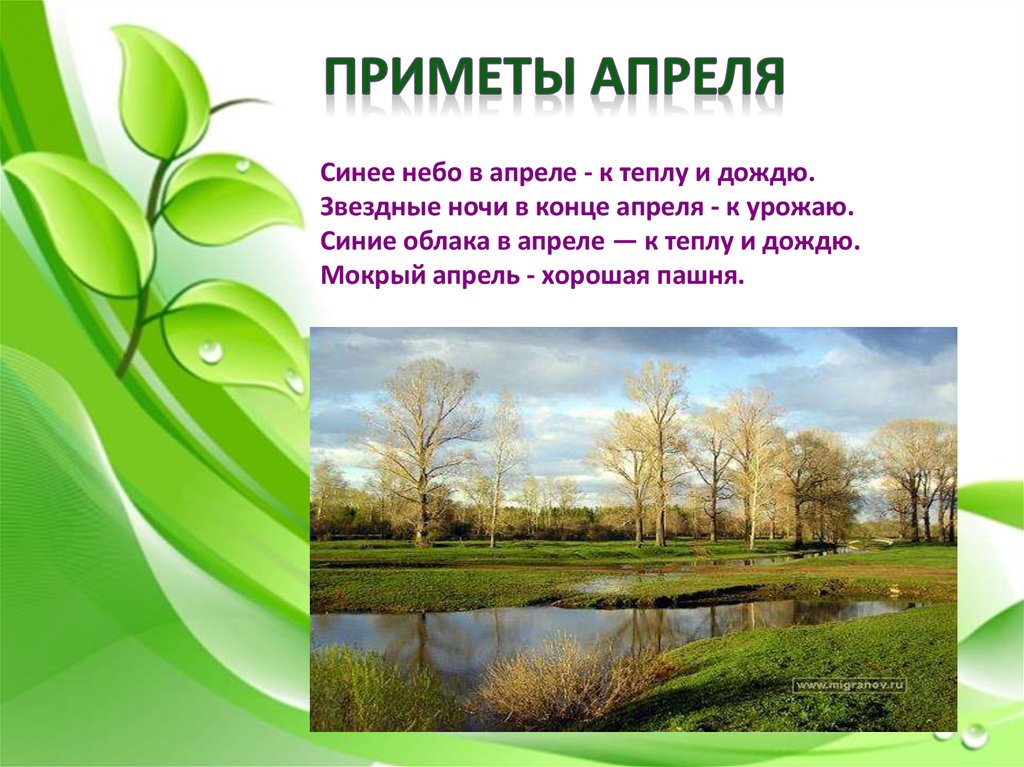 ПРИМЕТЫ АПРЕЛЯ
Синее небо в апреле - к теплу и дождю.
Звездные ночи в конце апреля - к урожаю.
Синие облака в апреле — к теплу и дождю.
Мокрый апрель - хорошая пашня.
www.migranov.ru